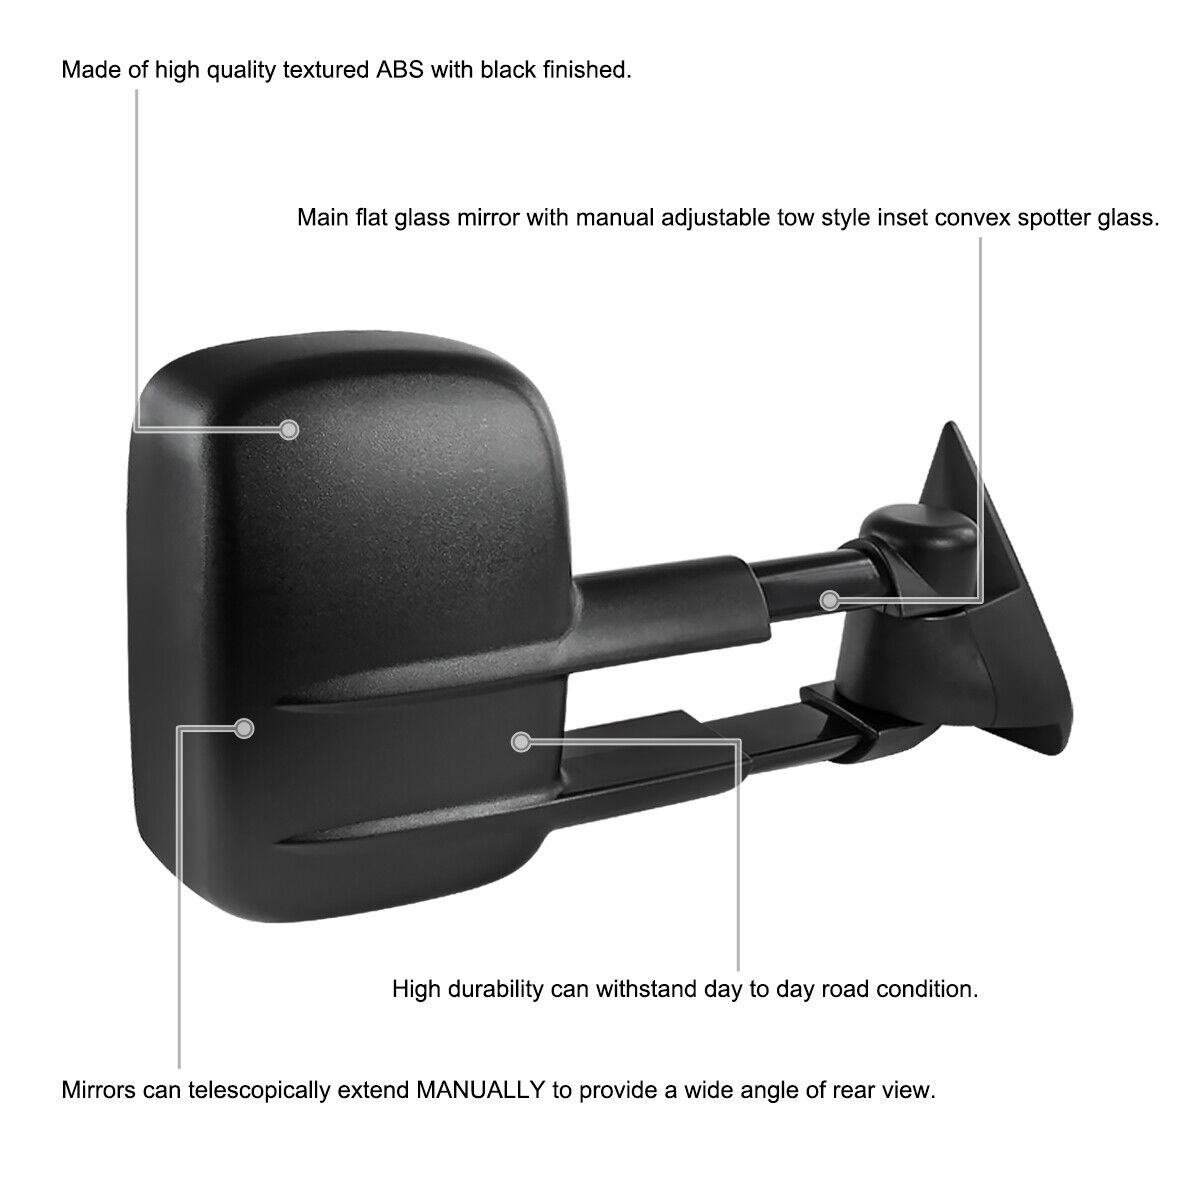 Made of high quality textured ABS with black finished.
Main flat glass mirror with manual adjustable tow style inset convex spotter glass.
High durability can withstand day to day road condition.
Mirrors can telescopically extend MANUALLY to provide a wide angle of rear view.